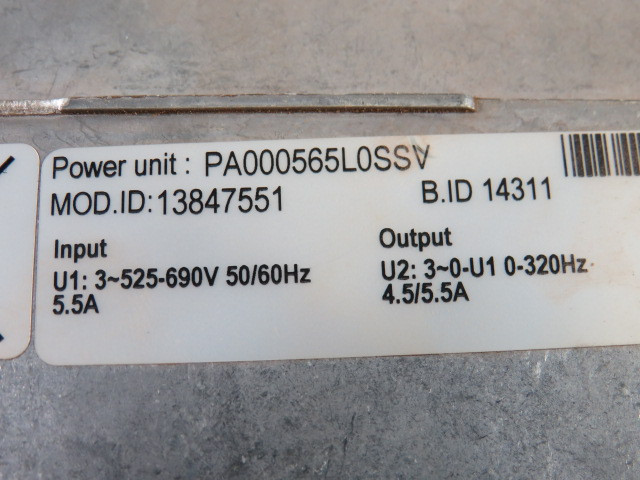 Power unit : PA000565L0SSV
MOD.ID:13847551 B.ID 14311
Input
U1: 3~525-690V 50/60Hz
5.5A
Output
U2: 3~0-U1 0-320Hz
4.5/5.5A